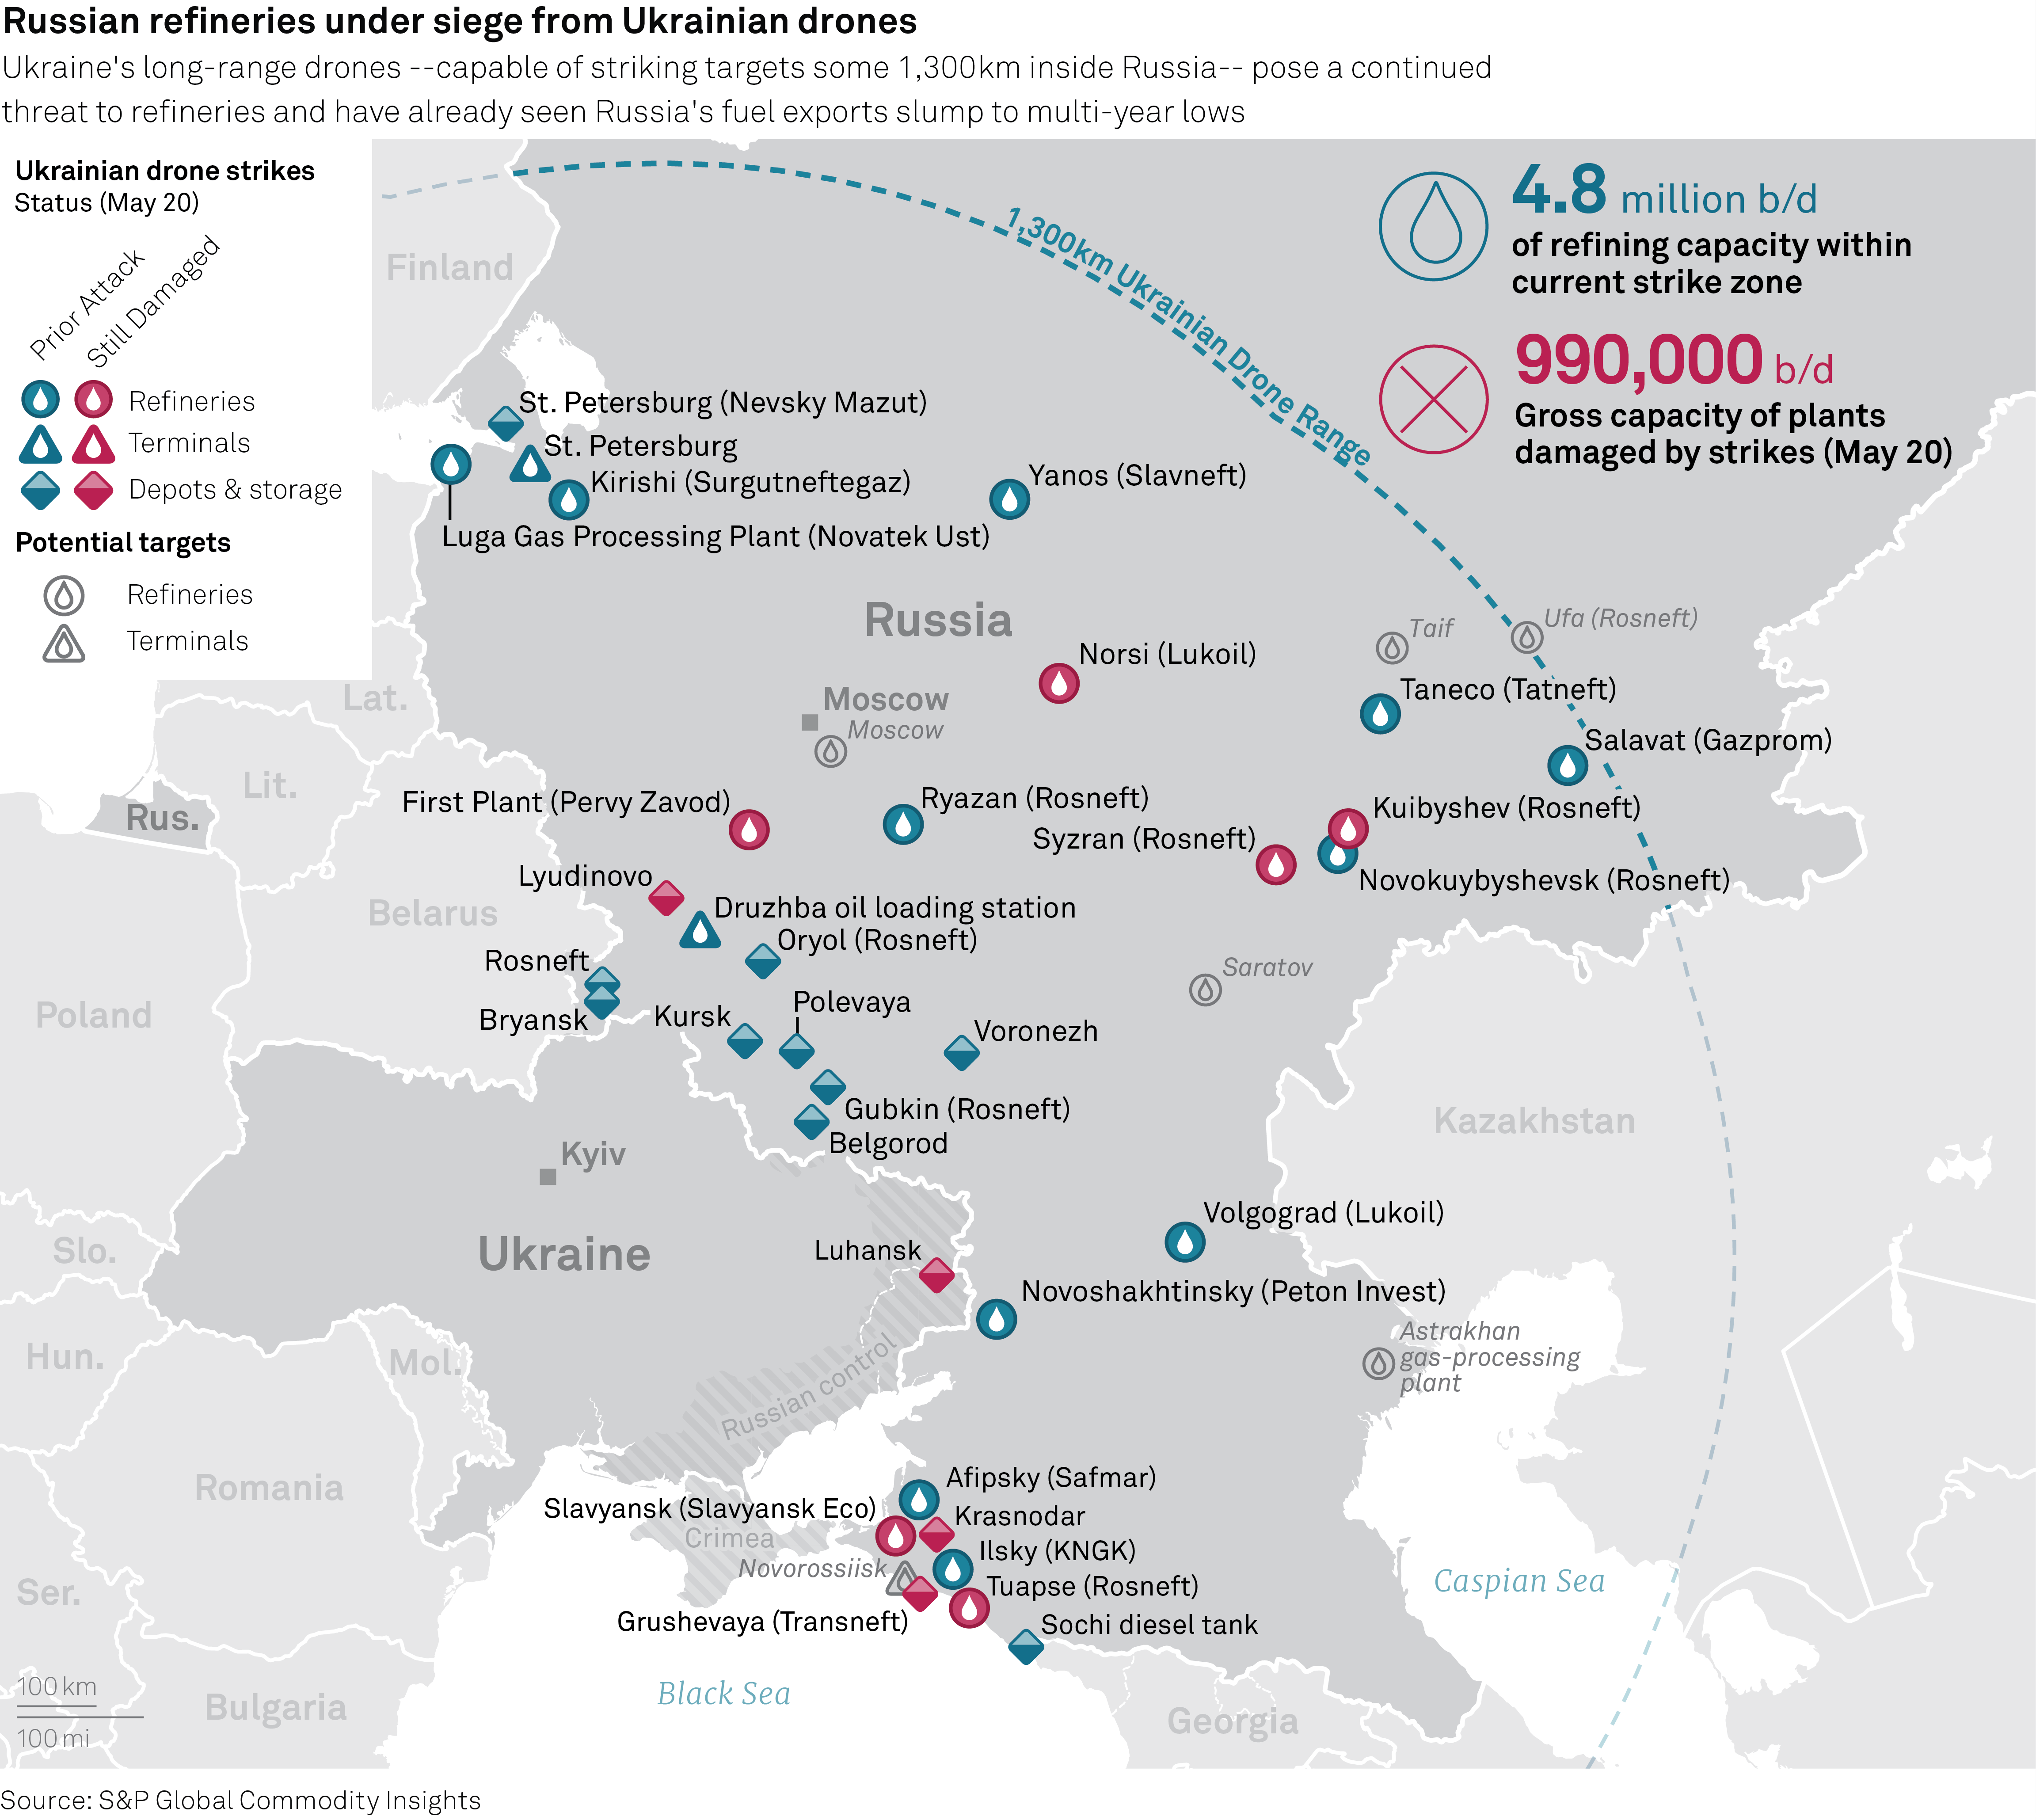 Russian refineries under siege from Ukrainian drones
Ukraine's long-range drones --capable of striking targets some 1,300km inside Russia-- pose a continued
threat to refineries and have already seen Russia's fuel exports slump to multi-year lows
Ukrainian drone strikes
Status (May 20)
Prior Attack
Still Damaged
Refineries
Terminals
Depots & storage
Potential targets
Refineries
Terminals
4.8 million b/d
of refining capacity within
current strike zone
990,000 b/d
Gross capacity of plants
damaged by strikes (May 20)
1,300km Ukrainian Drone Range
Finland
St. Petersburg (Nevsky Mazut)
St. Petersburg
Kirishi (Surgutneftegaz)
Yanos (Slavneft)
Luga Gas Processing Plant (Novatek Ust)
Russia
Taif
Ufa (Rosneft)
Norsi (Lukoil)
Lat.
Moscow
Moscow
Taneco (Tatneft)
Salavat (Gazprom)
Lit.
Rus.
First Plant (Pervy Zavod)
Ryazan (Rosneft)
Kuibyshev (Rosneft)
Syzran (Rosneft)
Novokuybyshevsk (Rosneft)
Lyudinovo
Belarus
Druzhba oil loading station
Oryol (Rosneft)
Rosneft
Saratov
Poland
Bryansk
Kursk
Polevaya
Voronezh
Gubkin (Rosneft)
Belgorod
Kazakhstan
Kyiv
Volgograd (Lukoil)
Slo.
Ukraine
Luhansk
Novoshakhtinsky (Peton Invest)
Hun.
Mol.
Russian control
Astrakhan
gas-processing
plant
Romania
Afipsky (Safmar)
Slavyansk (Slavyansk Eco)
Krasnodar
Crimea
Ilsky (KNGK)
Novorossiisk
Tuapse (Rosneft)
Caspian Sea
Ser.
Grushevaya (Transneft)
Sochi diesel tank
Black Sea
100 km
100 mi
Bulgaria
Georgia
Source: S&P Global Commodity Insights